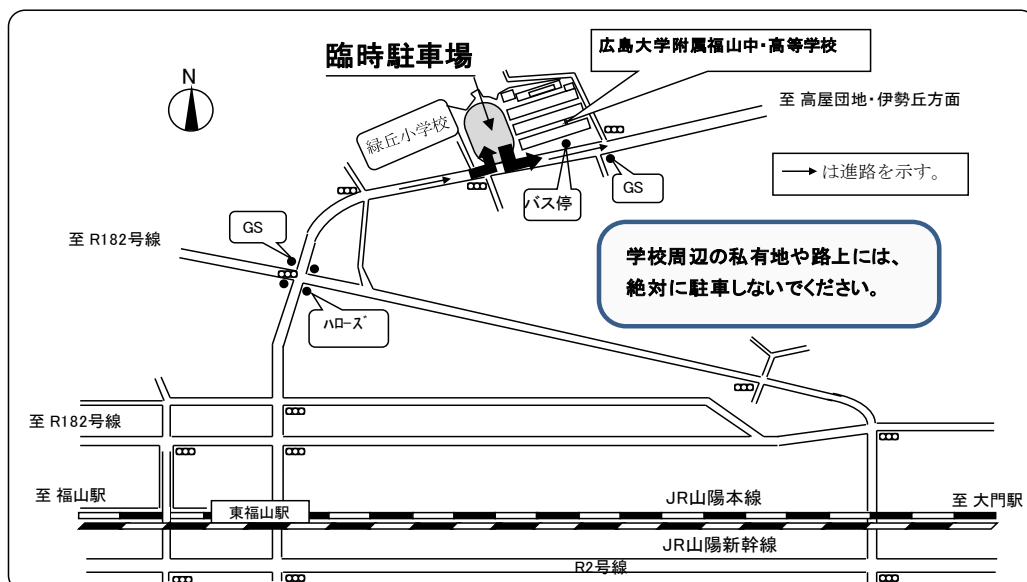 広島大学附属福山中・高等学校
臨時駐車場
N
至 高屋団地・伊勢丘方面
緑丘小学校
→ は進路を示す。
GS
バス停
GS
至 R182号線
学校周辺の私有地や路上には、
絶対に駐車しないでください。
ハローズ
至 R182号線
至 福山駅
JR山陽本線
至 大門駅
東福山駅
JR山陽新幹線
R2号線